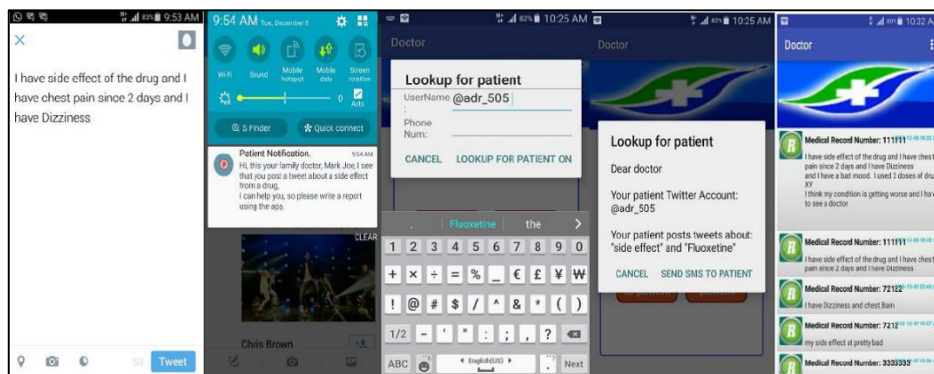 83% 9:53 AM
I have side effect of the drug and I
have chest pain since 2 days and I
have Dizziness
53 Tweet
9:54 AM Tue, December 8
Wi-Fi Sound Mobile hotspot Mobile data Screen rotation
0 Auto
S Finder Quick connect
Patient Notification. 9:54 AM
Hi, this your family doctor, Mark Joe, I see
that you post a tweet about a side effect
from a drug,
I can help you, so please write a report
using the app.
CLEAR
Chris Brown
82% 10:25 AM
Doctor
Lookup for patient
UserName @adr_505
:
Phone
Num:
CANCEL LOOKUP FOR PATIENT ON
. Fluoxetine the
1 2 3 4 5 6 7 8 9 0
+ × ÷ = % _ € £ ¥ ₩
! @ # $ / ^ & * ( )
1/2 - ' " : ; , ?
ABC English(US) . Next
10:25 AM
Doctor
Lookup for patient
Dear doctor
Your patient Twitter Account:
@adr_505
Your patient posts tweets about:
"side effect" and "Fluoxetine"
CANCEL SEND SMS TO PATIENT
patient
10:32 A
Doctor
Medical Record Number: 111f11
I have side effect of the drug and I have chest
pain since 2 days and I have Dizziness
and I have a bad mood. I used 3 doses of dru
XY
I think my condition is getting worse and I hav
to see a doctor
Medical Record Number: 111f11
I have side effect of the drug and I have chest
pain since 2 days and I have Dizziness
Medical Record Number: 72122
I have Dizziness and chest Bain
Medical Record Number: 7212
my side effect is pretty bad
Medical Record Number: 3333333